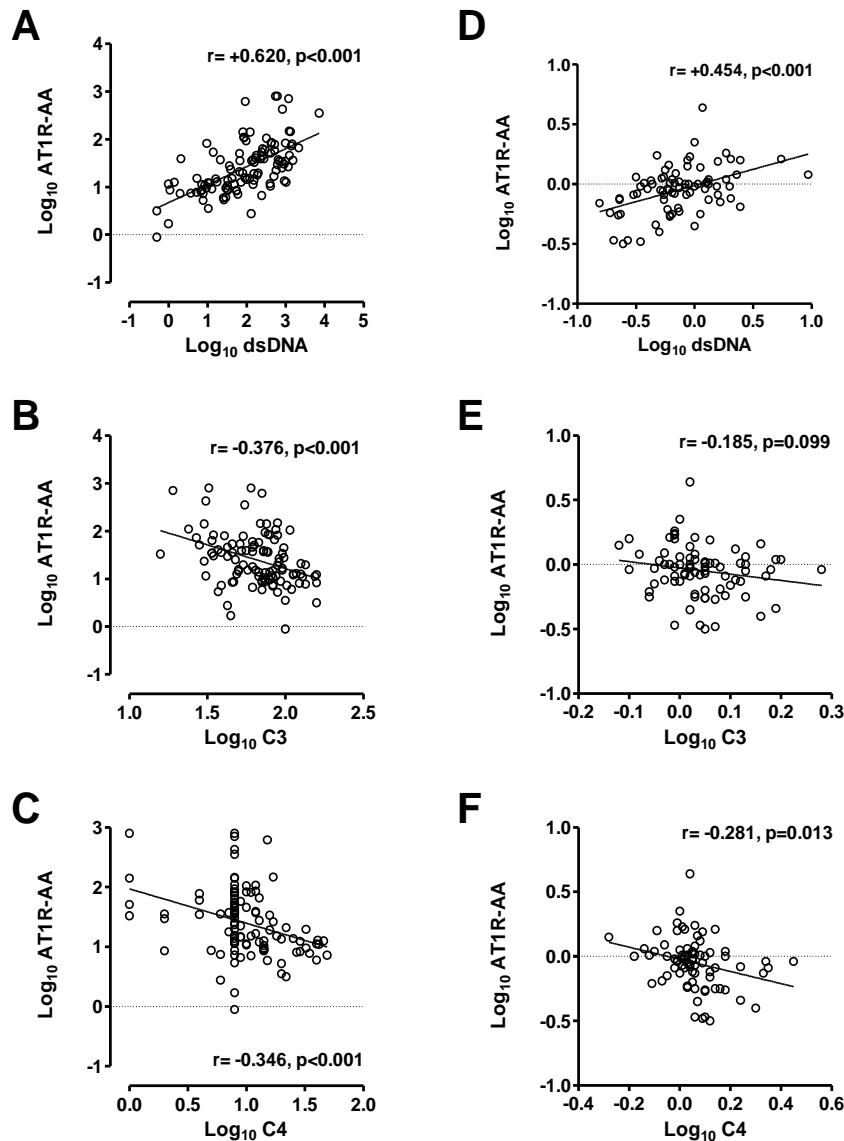 A
r= +0.620, p<0.001
Log10 AT1R-AA
4
3
2
1
0
-1
-1 0 1 2 3 4 5
Log10 dsDNA
D
r= +0.454, p<0.001
Log10 AT1R-AA
1.0
0.5
0.0
-0.5
-1.0
-1.0 -0.5 0.0 0.5 1.0
Log10 dsDNA
B
r= -0.376, p<0.001
Log10 AT1R-AA
4
3
2
1
0
-1
1.0 1.5 2.0 2.5
Log10 C3
E
r= -0.185, p=0.099
Log10 AT1R-AA
1.0
0.5
0.0
-0.5
-1.0
-0.2 -0.1 0.0 0.1 0.2 0.3
Log10 C3
C
Log10 AT1R-AA
3
2
1
0
-1
r= -0.346, p<0.001
0.0 0.5 1.0 1.5 2.0
Log10 C4
F
r= -0.281, p=0.013
Log10 AT1R-AA
1.0
0.5
0.0
-0.5
-1.0
-0.4 -0.2 0.0 0.2 0.4 0.6
Log10 C4